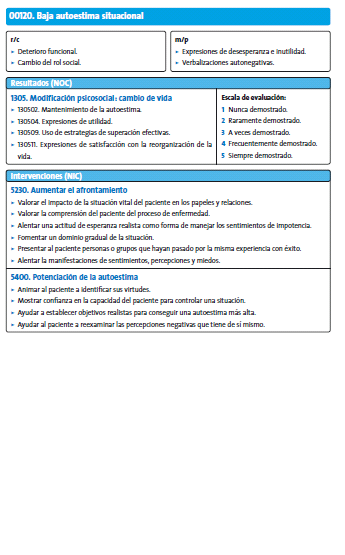 00120. Baja autoestima situacional
r/c
► Deterioro funcional.
► Cambio del rol social.
m/p
► Expresiones de desesperanza e inutilidad.
► Verbalizaciones autonegativas.
Resultados (NOC)
1305. Modificación psicosocial: cambio de vida
► 130502. Mantenimiento de la autoestima.
► 130504. Expresiones de utilidad.
► 130509. Uso de estrategias de superación efectivas.
► 130511. Expresiones de satisfacción con la reorganización de la
vida.
Escala de evaluación:
1 Nunca demostrado.
2 Raramente demostrado.
3 A veces demostrado.
4 Frecuentemente demostrado.
5 Siempre demostrado.
Intervenciones (NIC)
5230. Aumentar el afrontamiento
► Valorar el impacto de la situación vital del paciente en los papeles y relaciones.
► Valorar la comprensión del paciente del proceso de enfermedad.
► Alentar una actitud de esperanza realista como forma de manejar los sentimientos de impotencia.
► Fomentar un dominio gradual de la situación.
► Presentar al paciente personas o grupos que hayan pasado por la misma experiencia con éxito.
► Alentar la manifestaciones de sentimientos, percepciones y miedos.
5400. Potenciación de la autoestima
► Animar al paciente a identificar sus virtudes.
► Mostrar confianza en la capacidad del paciente para controlar una situación.
► Ayudar a establecer objetivos realistas para conseguir una autoestima más alta.
► Ayudar al paciente a reexaminar las percepciones negativas que tiene de sí mismo.